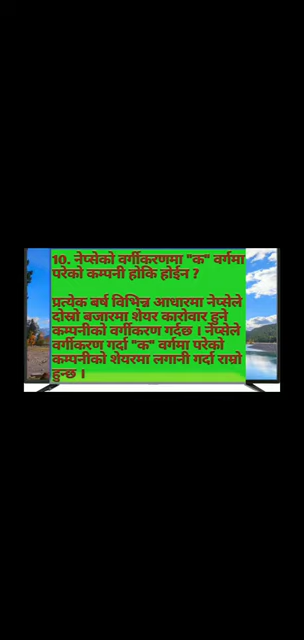 10. नेप्सेको वर्गीकरणमा "क" वर्गमा
परेको कम्पनी होकि होईन ?
प्रत्येक बर्ष विभिन्न आधारमा नेप्सेले
दोस्रो बजारमा शेयर कारोवार हुने
कम्पनीको वर्गीकरण गर्दछ । नेप्सेले
वर्गीकरण गर्दा "क" वर्गमा परेको
कम्पनीको शेयरमा लगानी गर्दा राम्रो
हुन्छ ।